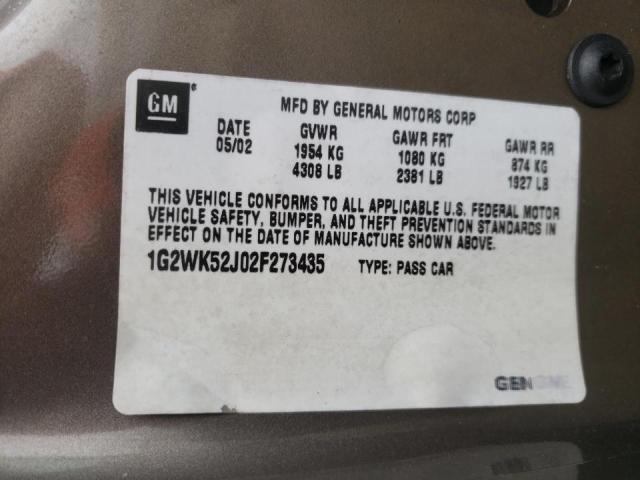 GM®
MFD BY GENERAL MOTORS CORP
DATE GVWR GAWR FRT GAWR RR
05/02 1954 KG 1080 KG 874 KG
4308 LB 2381 LB 1927 LB
THIS VEHICLE CONFORMS TO ALL APPLICABLE U.S. FEDERAL MOTOR
VEHICLE SAFETY, BUMPER, AND THEFT PREVENTION STANDARDS IN
EFFECT ON THE DATE OF MANUFACTURE SHOWN ABOVE.
1G2WK52J02F273435 TYPE: PASS CAR